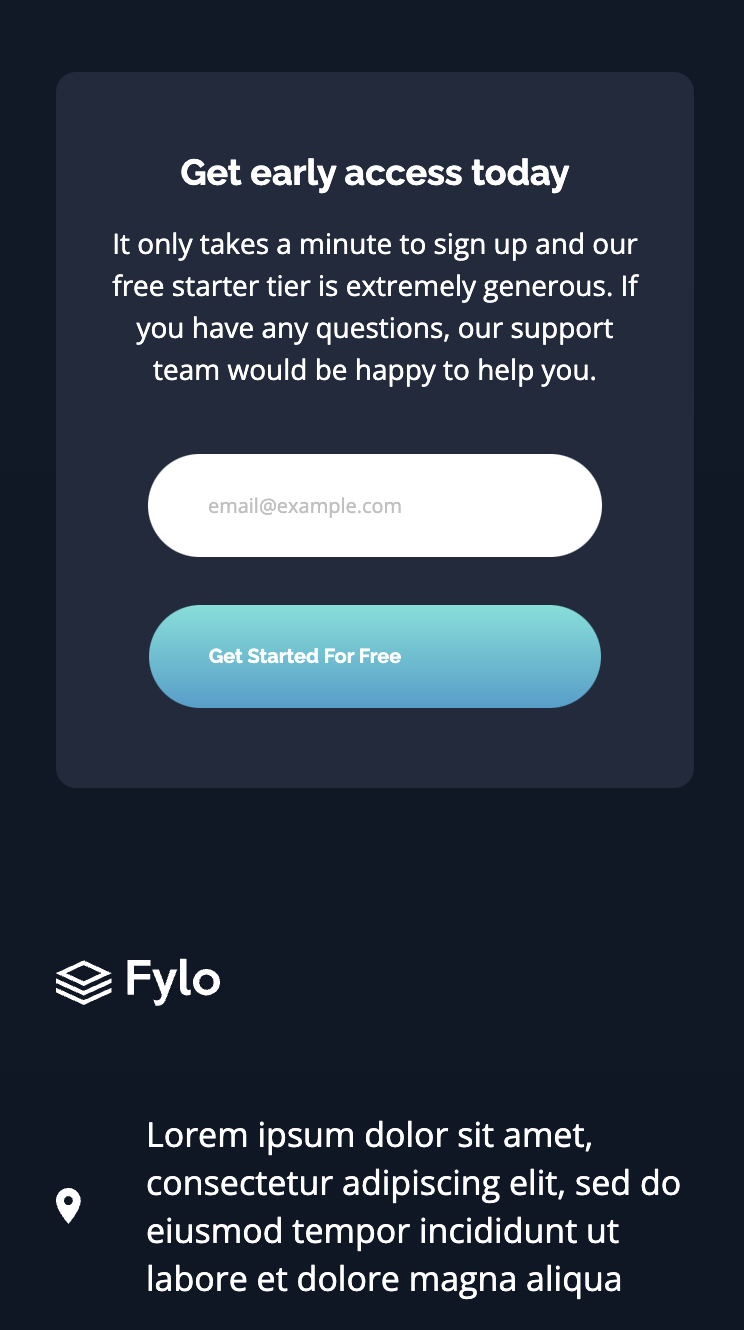 Get early access today
It only takes a minute to sign up and our
free starter tier is extremely generous. If
you have any questions, our support
team would be happy to help you.
email@example.com
Get Started For Free
Fylo
Lorem ipsum dolor sit amet,
consectetur adipiscing elit, sed do
eiusmod tempor incididunt ut
labore et dolore magna aliqua